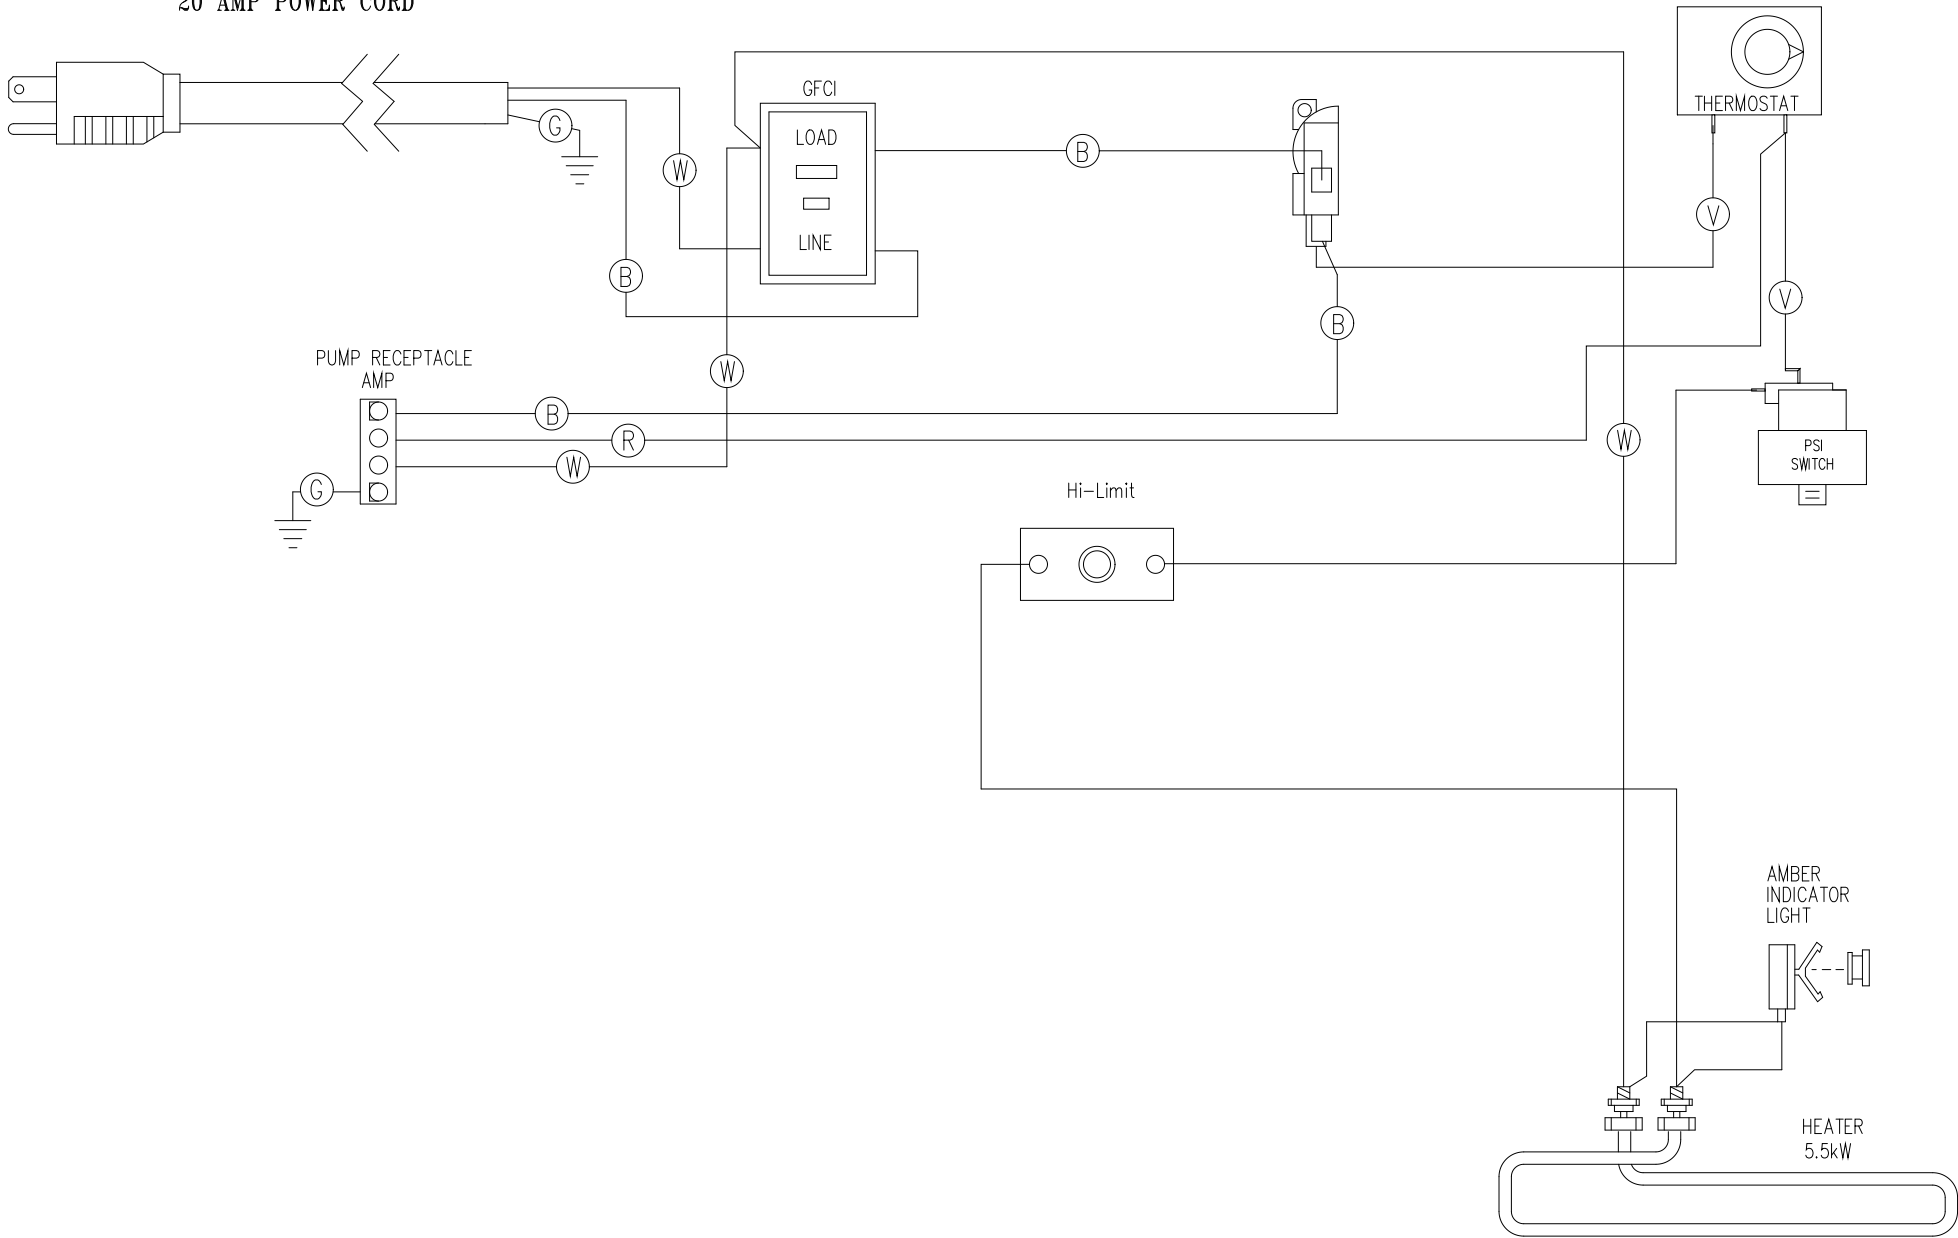 20 AMP POWER CORD
GFCI
LOAD
LINE
THERMOSTAT
G
W
B
B
V
V
B
W
PUMP RECEPTACLE
AMP
B
R
W
W
G
PSI
SWITCH
Hi-Limit
AMBER
INDICATOR
LIGHT
HEATER
5.5kW